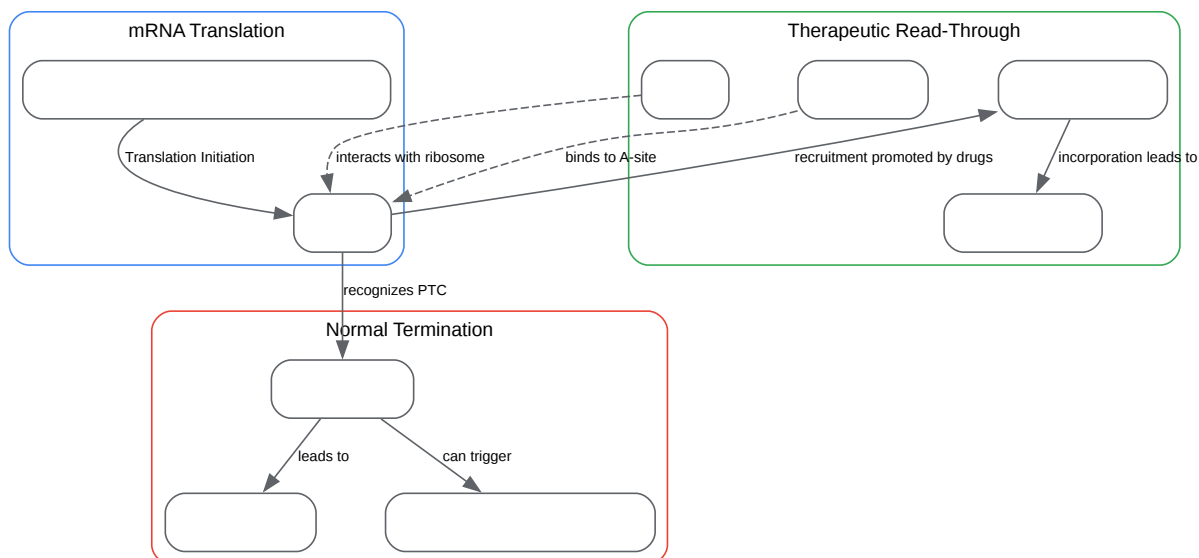 mRNA Translation
Therapeutic Read-Through
Translation Initiation
interacts with ribosome
binds to A-site
recruitment promoted by drugs
incorporation leads to
recognizes PTC
Normal Termination
leads to
can trigger